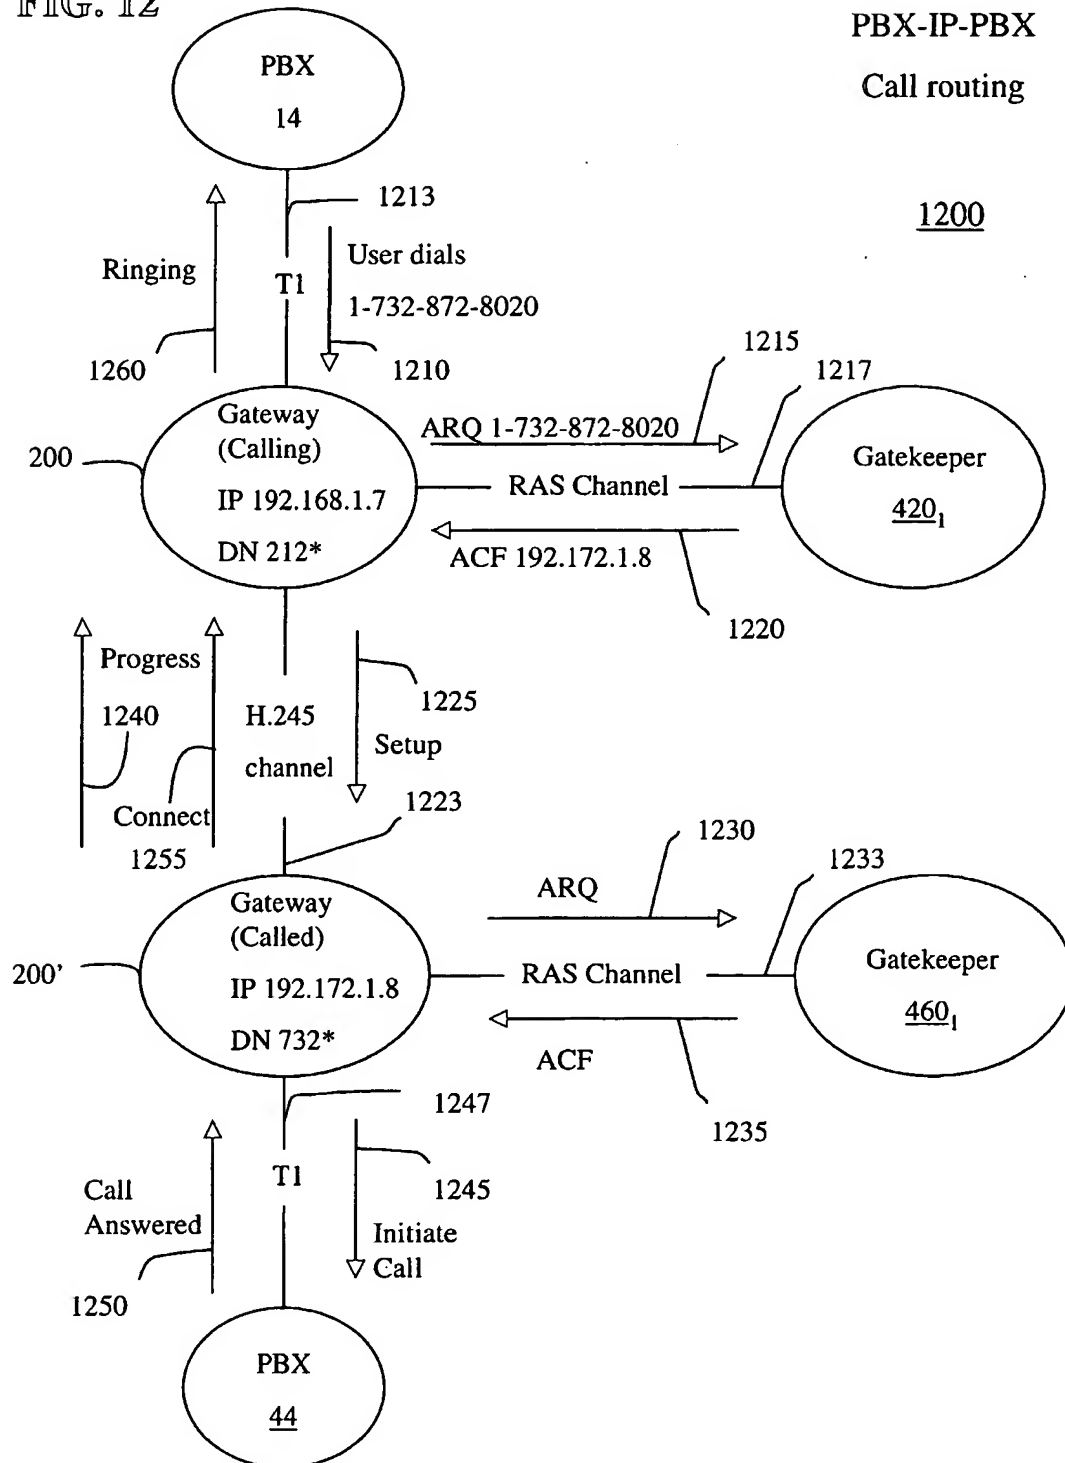 FIG. 12
PBX-IP-PBX
Call routing
1200
PBX
14
1213
User dials
1-732-872-8020
T1
Ringing
1260
1210
1215
1217
200
Gateway
(Calling)
IP 192.168.1.7
DN 212*
ARQ 1-732-872-8020
RAS Channel
ACF 192.172.1.8
1220
Gatekeeper
420₁
Progress
1240
Connect
1255
H.245
channel
1225
Setup
1223
1230
1233
200’
Gateway
(Called)
IP 192.172.1.8
DN 732*
ARQ
RAS Channel
ACF
1235
Gatekeeper
460₁
1247
T1
1245
Call
Answered
Initiate
Call
1250
PBX
44